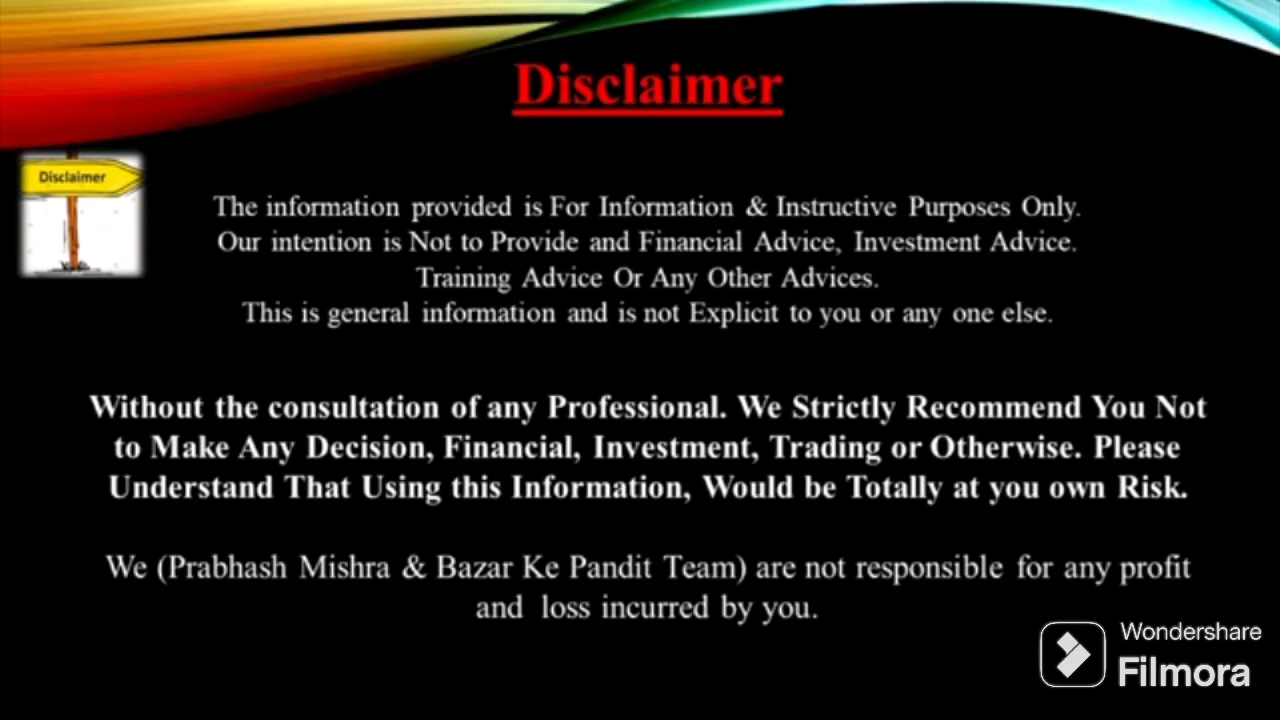 Disclaimer
Disclaimer
The information provided is For Information & Instructive Purposes Only.
Our intention is Not to Provide and Financial Advice, Investment Advice.
Training Advice Or Any Other Advices.
This is general information and is not Explicit to you or any one else.
Without the consultation of any Professional. We Strictly Recommend You Not
to Make Any Decision, Financial, Investment, Trading or Otherwise. Please
Understand That Using this Information, Would be Totally at you own Risk.
We (Prabhash Mishra & Bazar Ke Pandit Team) are not responsible for any profit
and loss incurred by you.
Wondershare
Filmora